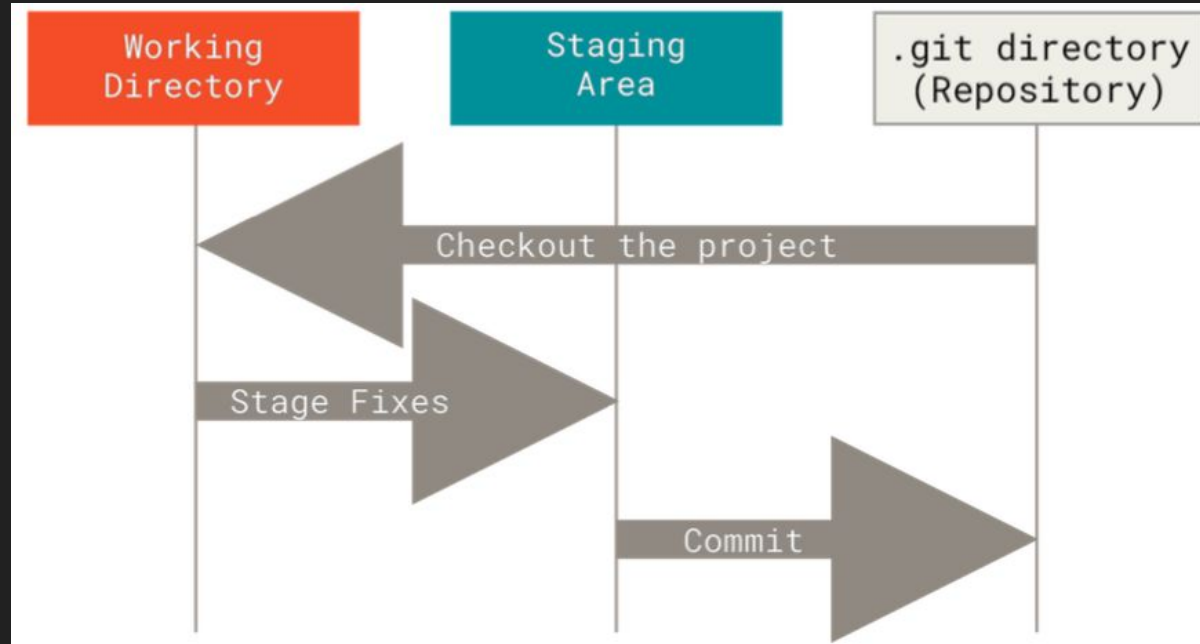 Working
Directory
Staging
Area
.git directory
(Repository)
Checkout the project
Stage Fixes
Commit